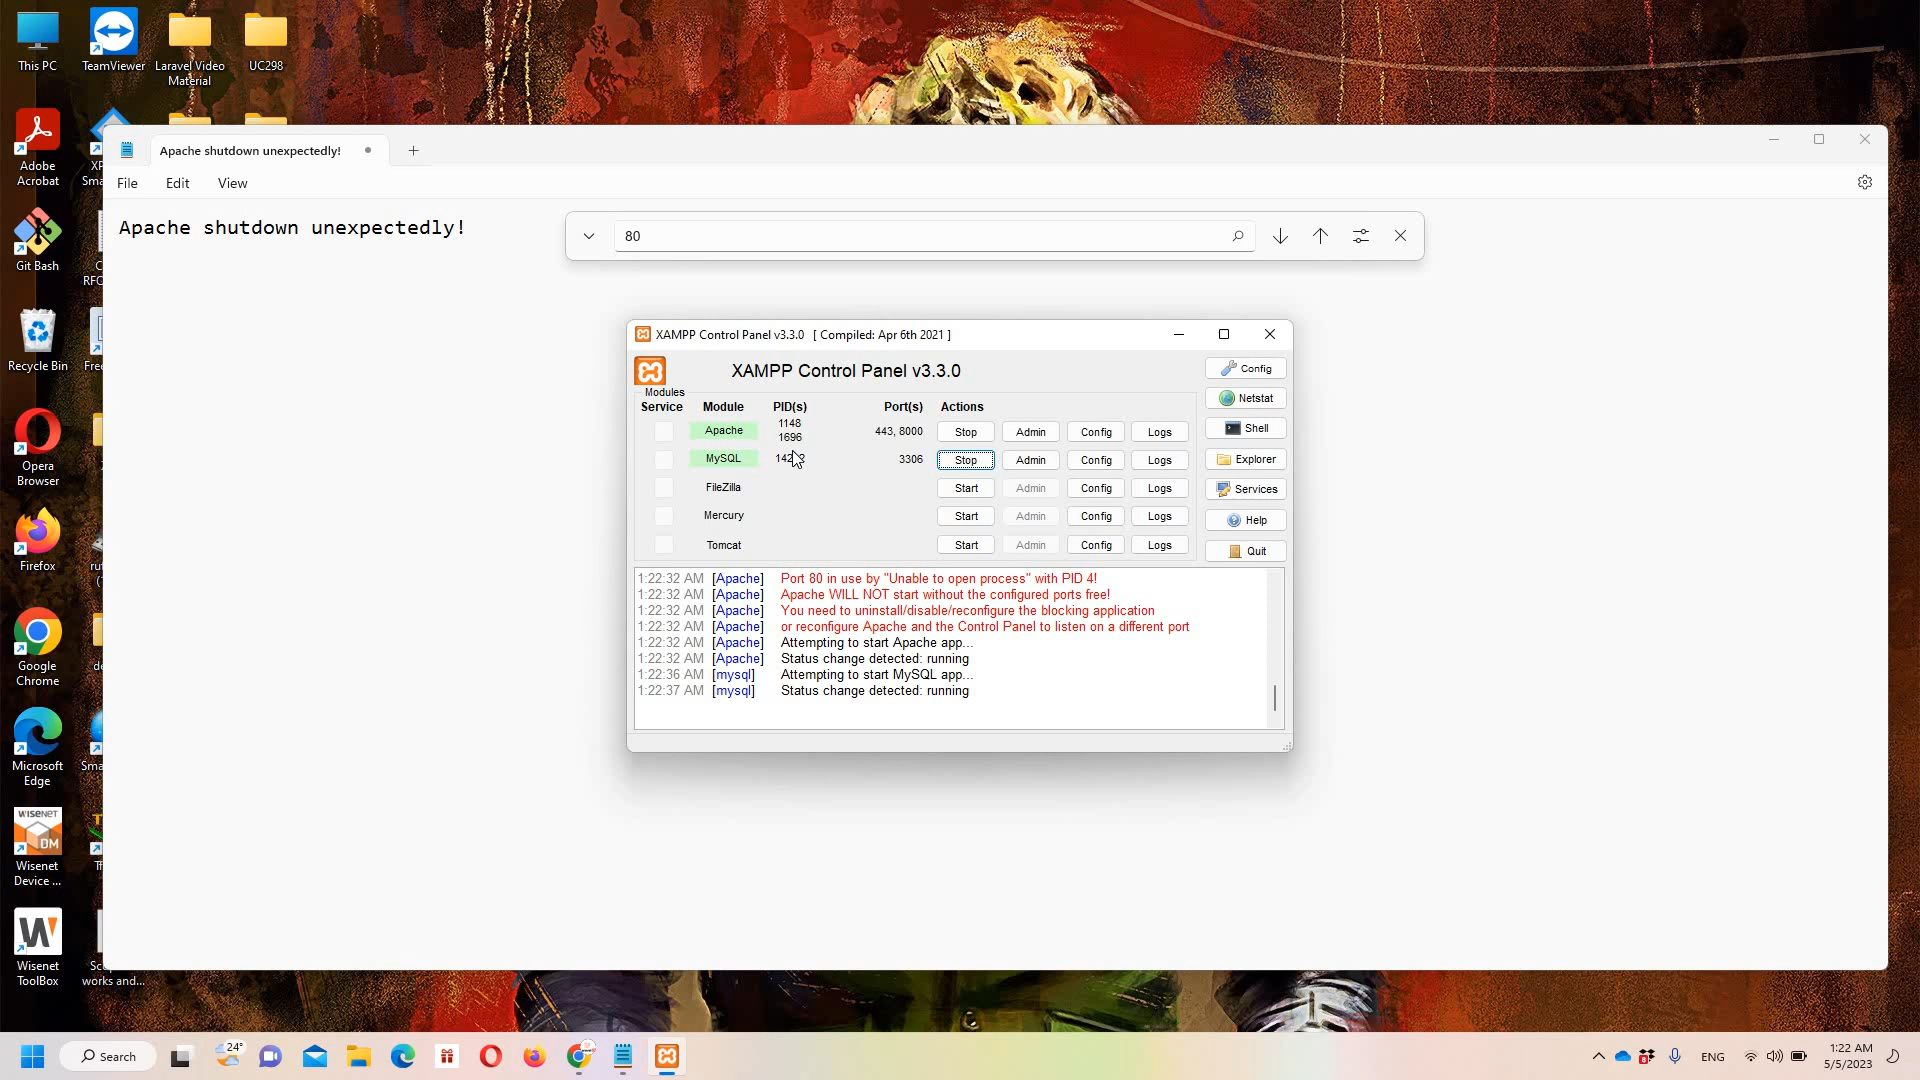 This PC
TeamViewer
Laravel Video
Material
UC298
Adobe
Acrobat
Git Bash
Recycle Bin
Opera
Browser
Firefox
Google
Chrome
Microsoft
Edge
WISENET
DM
Wisenet
Device ...
Wisenet
ToolBox
works and...
Apache shutdown unexpectedly!
File Edit View
Apache shutdown unexpectedly!
80
XAMPP Control Panel v3.3.0 [ Compiled: Apr 6th 2021 ]
XAMPP Control Panel v3.3.0
Modules
Service Module PID(s) Port(s) Actions
Apache 1148 1696 443, 8000 Stop Admin Config Logs
MySQL 3306 Stop Admin Config Logs
FileZilla Start Admin Config Logs
Mercury Start Admin Config Logs
Tomcat Start Admin Config Logs
Config
Netstat
Shell
Explorer
Services
Help
Quit
1:22:32 AM [Apache] Port 80 in use by "Unable to open process" with PID 4!
1:22:32 AM [Apache] Apache WILL NOT start without the configured ports free!
1:22:32 AM [Apache] You need to uninstall/disable/reconfigure the blocking application
1:22:32 AM [Apache] or reconfigure Apache and the Control Panel to listen on a different port
1:22:32 AM [Apache] Attempting to start Apache app...
1:22:32 AM [Apache] Status change detected: running
1:22:36 AM [mysql] Attempting to start MySQL app...
1:22:37 AM [mysql] Status change detected: running
Search
24°
ENG
1:22 AM
5/5/2023